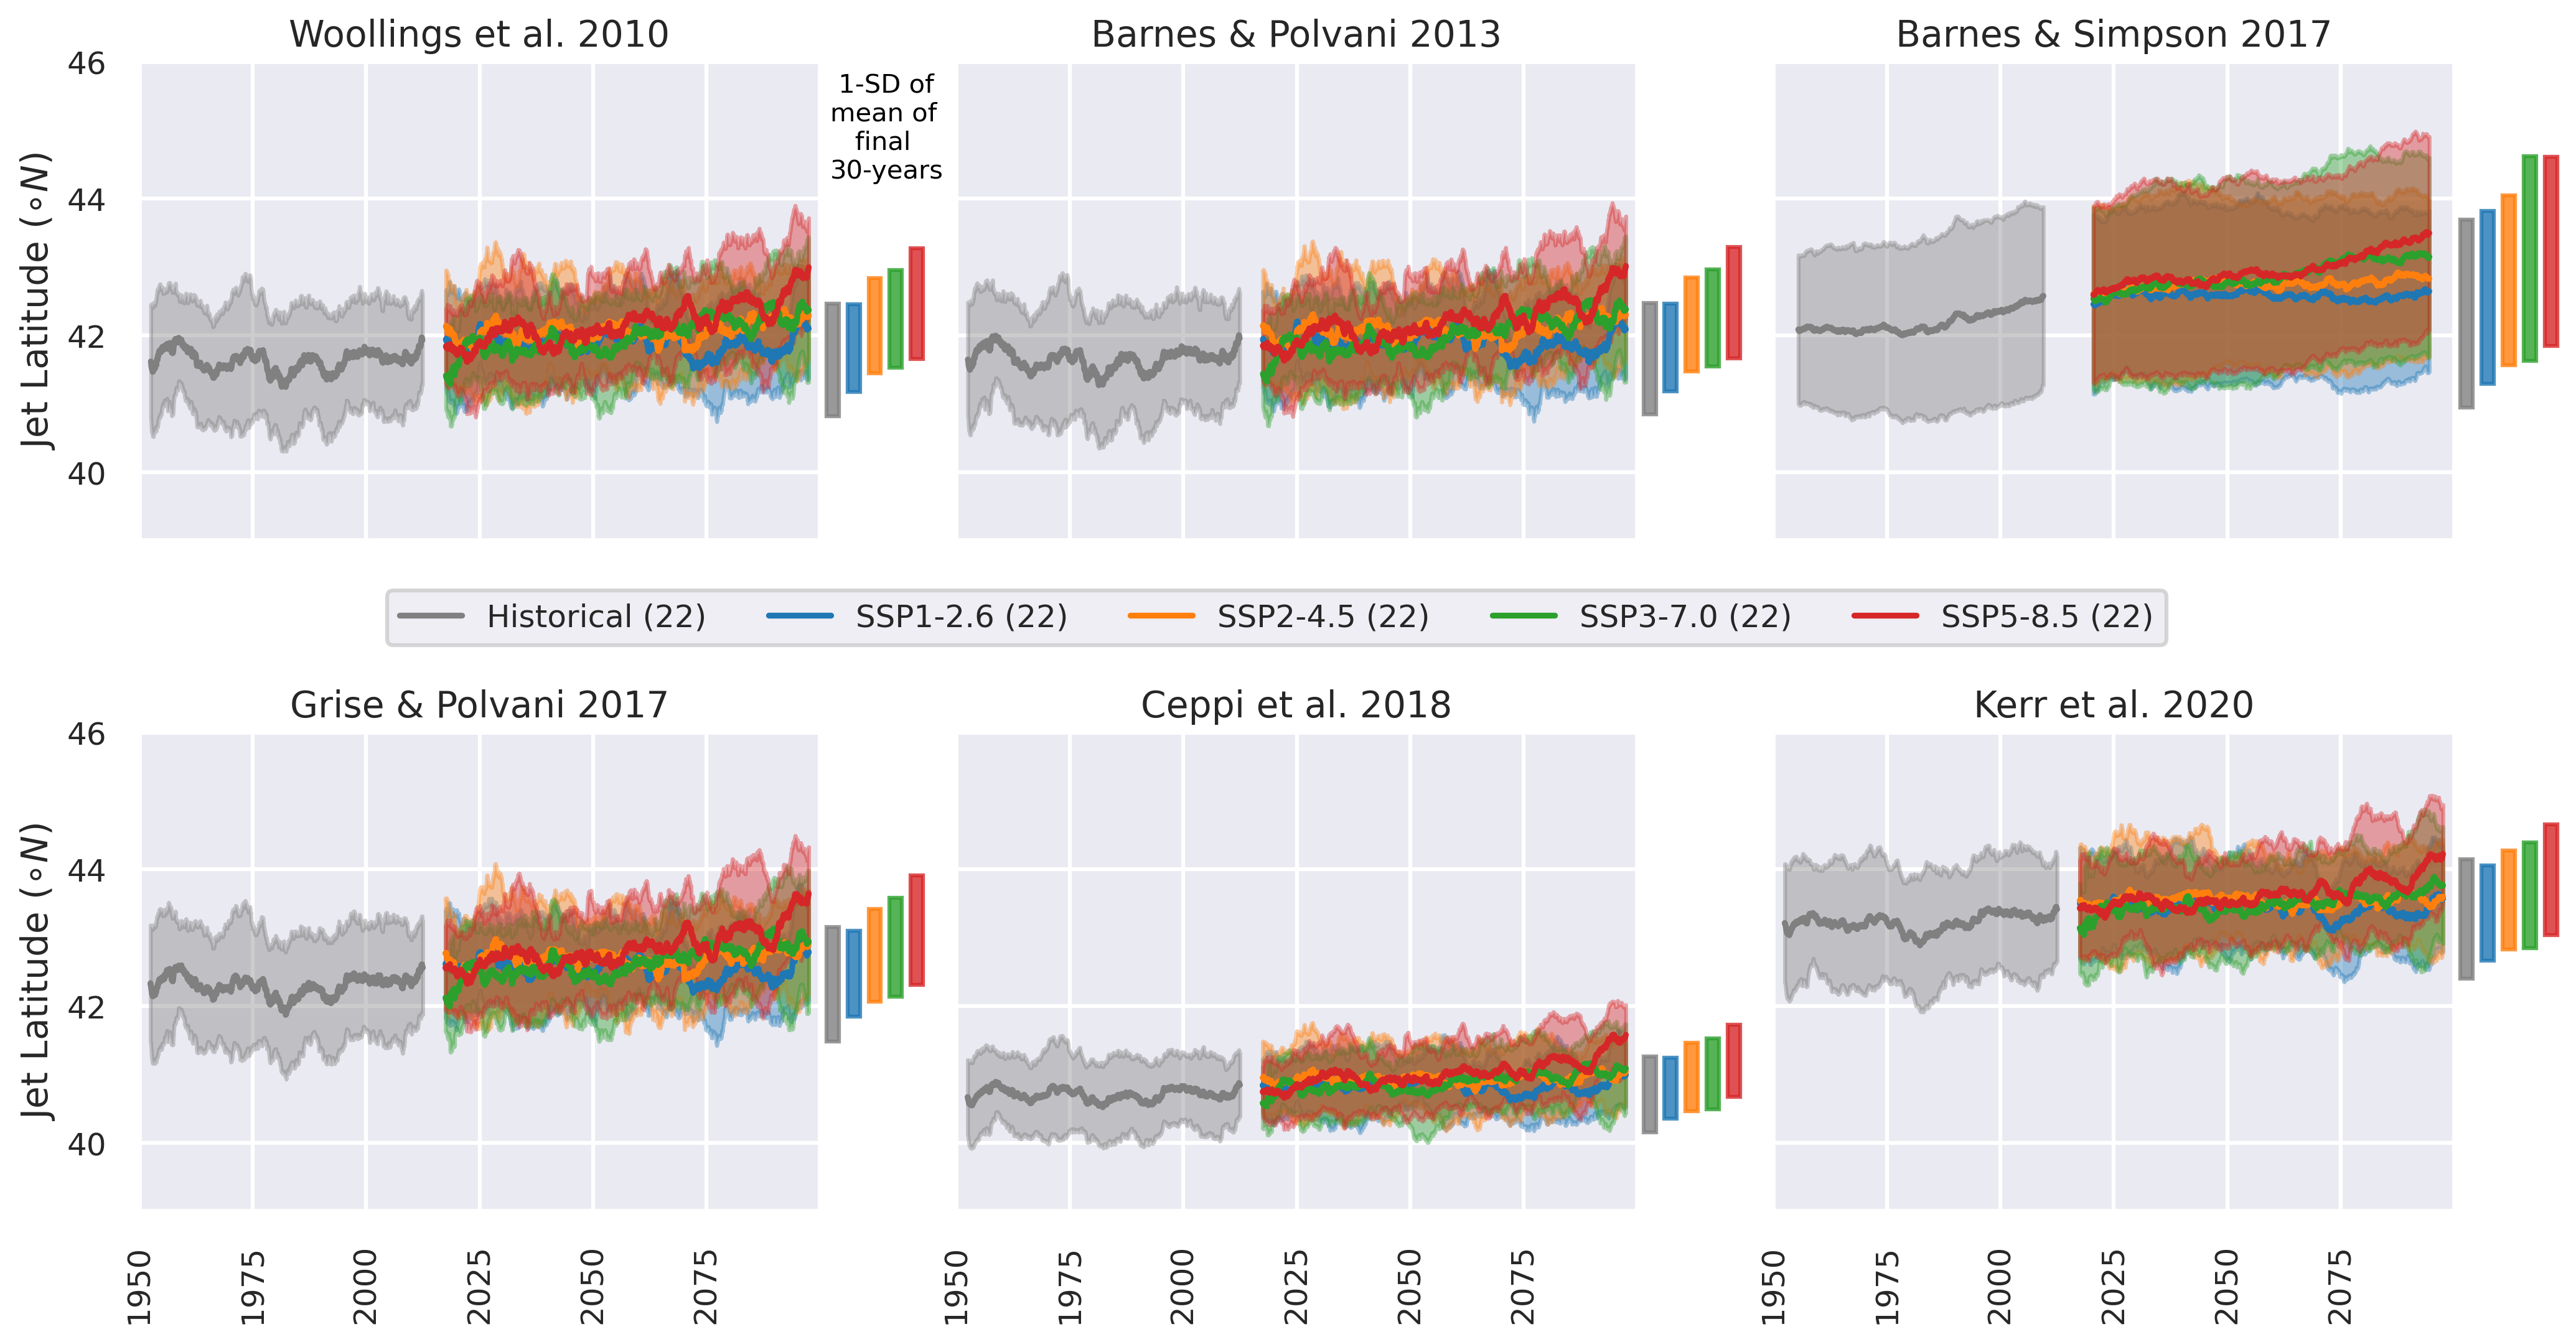 Woollings et al. 2010
Barnes & Polvani 2013
Barnes & Simpson 2017
46
44
42
40
Jet Latitude (∘N)
1-SD of
mean of
final
30-years
Historical (22)
SSP1-2.6 (22)
SSP2-4.5 (22)
SSP3-7.0 (22)
SSP5-8.5 (22)
Grise & Polvani 2017
Ceppi et al. 2018
Kerr et al. 2020
46
44
42
40
Jet Latitude (∘N)
1950
1975
2000
2025
2050
2075
1950
1975
2000
2025
2050
2075
1950
1975
2000
2025
2050
2075